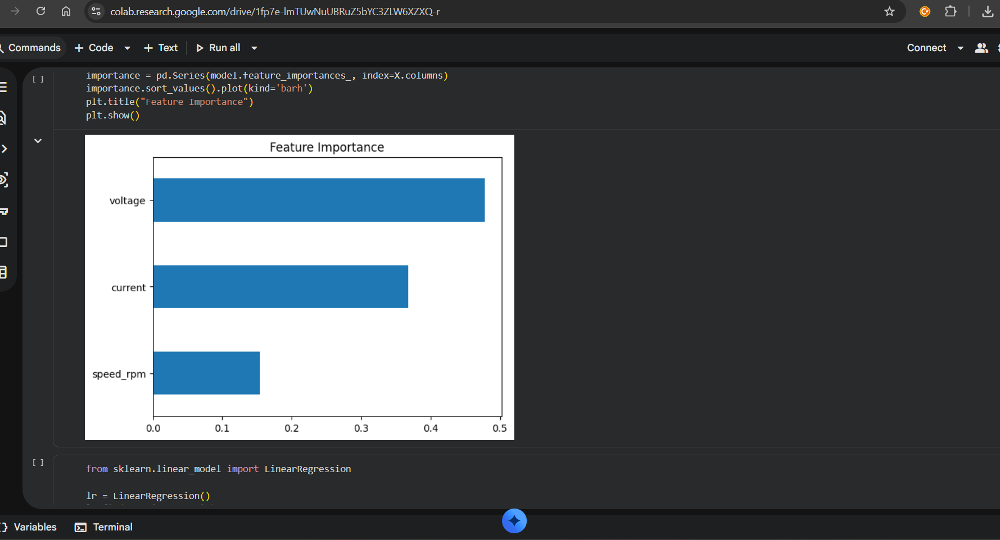 colab.research.google.com/drive/1fp7e-lmTUwNuUBRuZ5bYC3ZLW6XZXQ-r
Commands + Code + Text Run all Connect
[ ] importance = pd.Series(model.feature_importances_, index=X.columns)
importance.sort_values().plot(kind='barh')
plt.title("Feature Importance")
plt.show()
Feature Importance
voltage
current
speed_rpm
0.0 0.1 0.2 0.3 0.4 0.5
[ ] from sklearn.linear_model import LinearRegression
lr = LinearRegression()
Variables Terminal